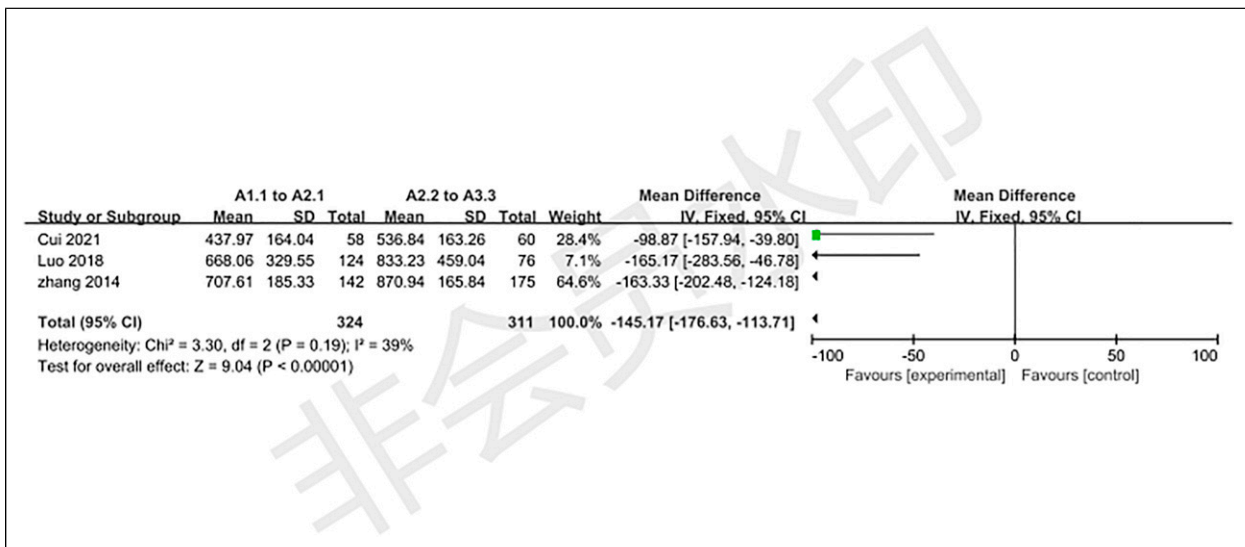 A1.1 to A2.1 A2.2 to A3.3 Mean Difference Mean Difference
Study or Subgroup Mean SD Total Mean SD Total Weight IV, Fixed, 95% CI IV, Fixed, 95% CI
Cui 2021 437.97 164.04 58 536.84 163.26 60 28.4% -98.87 [-157.94, -39.80]
Luo 2018 668.06 329.55 124 833.23 459.04 76 7.1% -165.17 [-283.56, -46.78]
zhang 2014 707.61 185.33 142 870.94 165.84 175 64.6% -163.33 [-202.48, -124.18]
Total (95% CI) 324 311 100.0% -145.17 [-176.63, -113.71]
Heterogeneity: Chi² = 3.30, df = 2 (P = 0.19); I² = 39%
Test for overall effect: Z = 9.04 (P < 0.00001)
-100 -50 0 50 100
Favours [experimental] Favours [control]
非会员水印